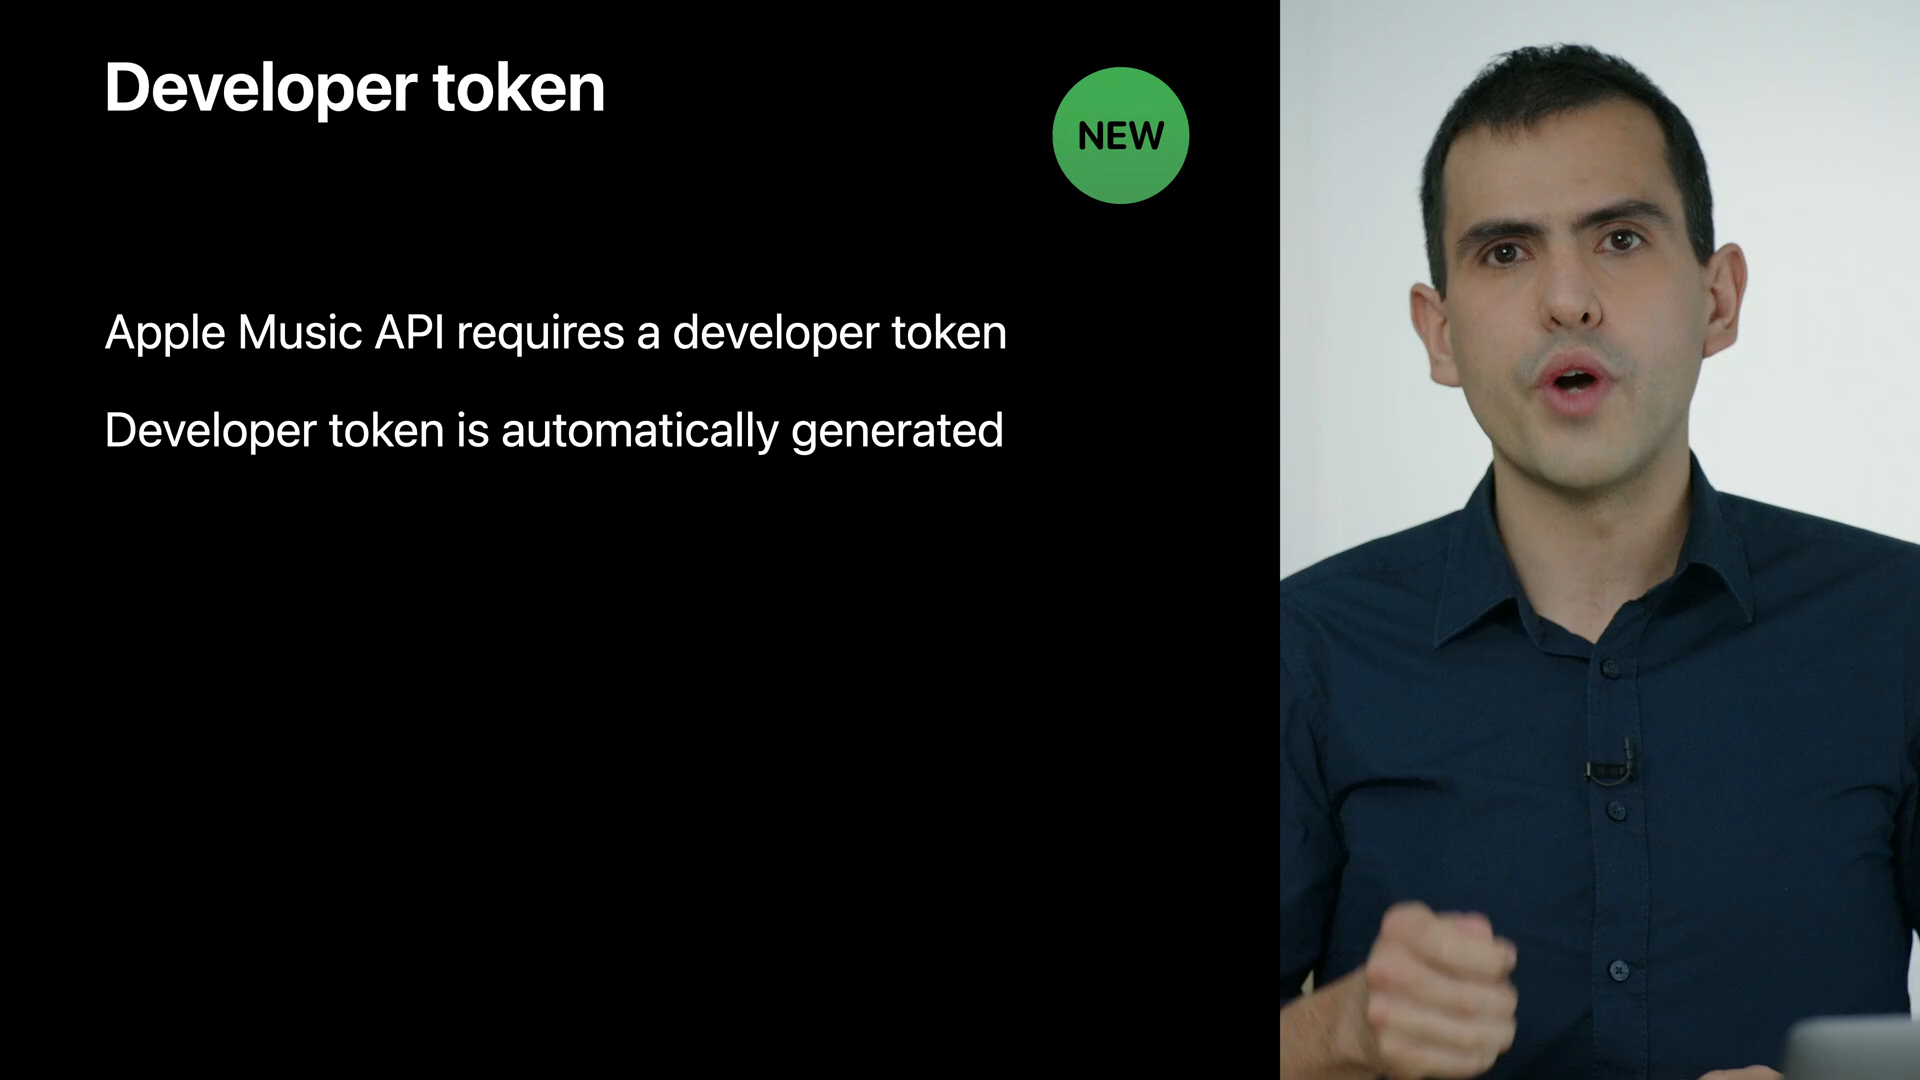 Developer token
NEW
Apple Music API requires a developer token
Developer token is automatically generated